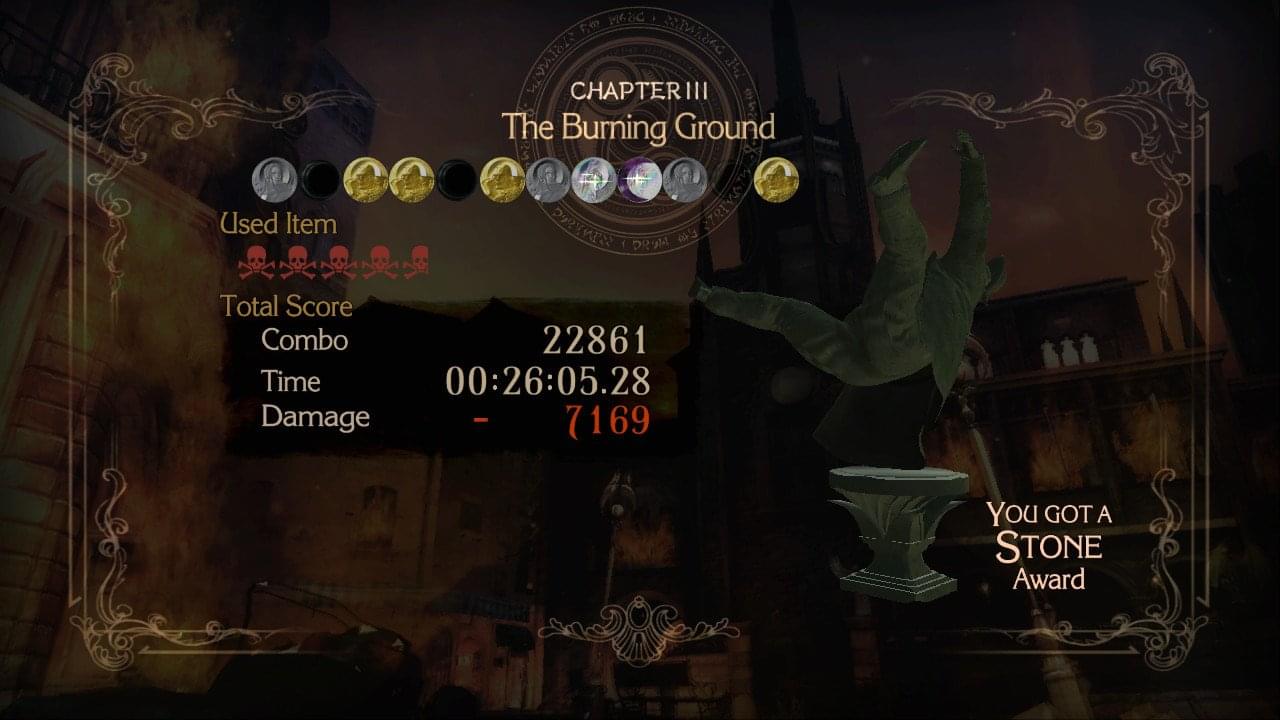 CHAPTER III
The Burning Ground
Used Item
Total Score
Combo 22861
Time 00:26:05.28
Damage - 7169
YOU GOT A
STONE
Award